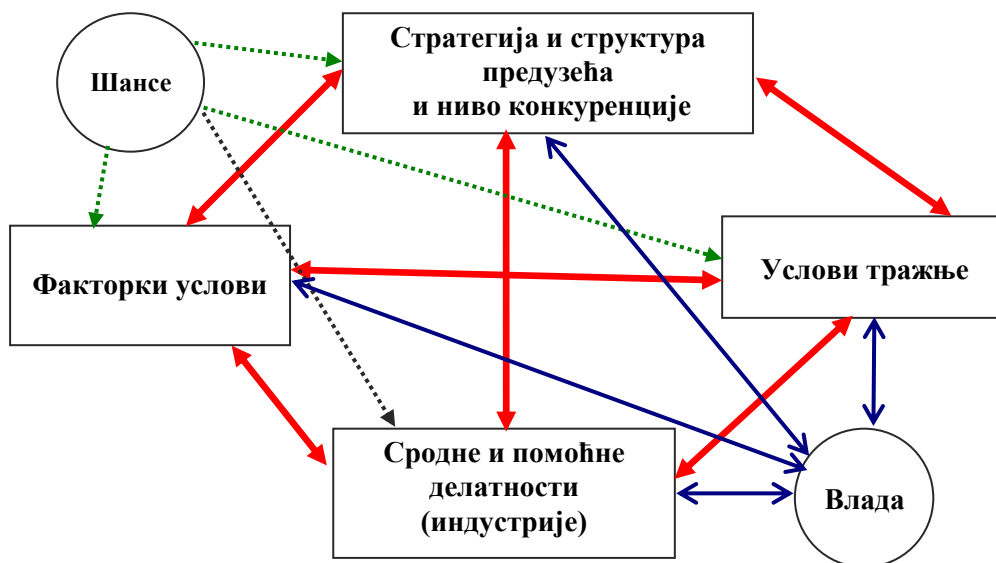 Шансе
Стратегија и структура
предузећа
и ниво конкуренције
Факторки услови
Услови тражње
Сродне и помоћне
делатности
(индустрије)
Влада